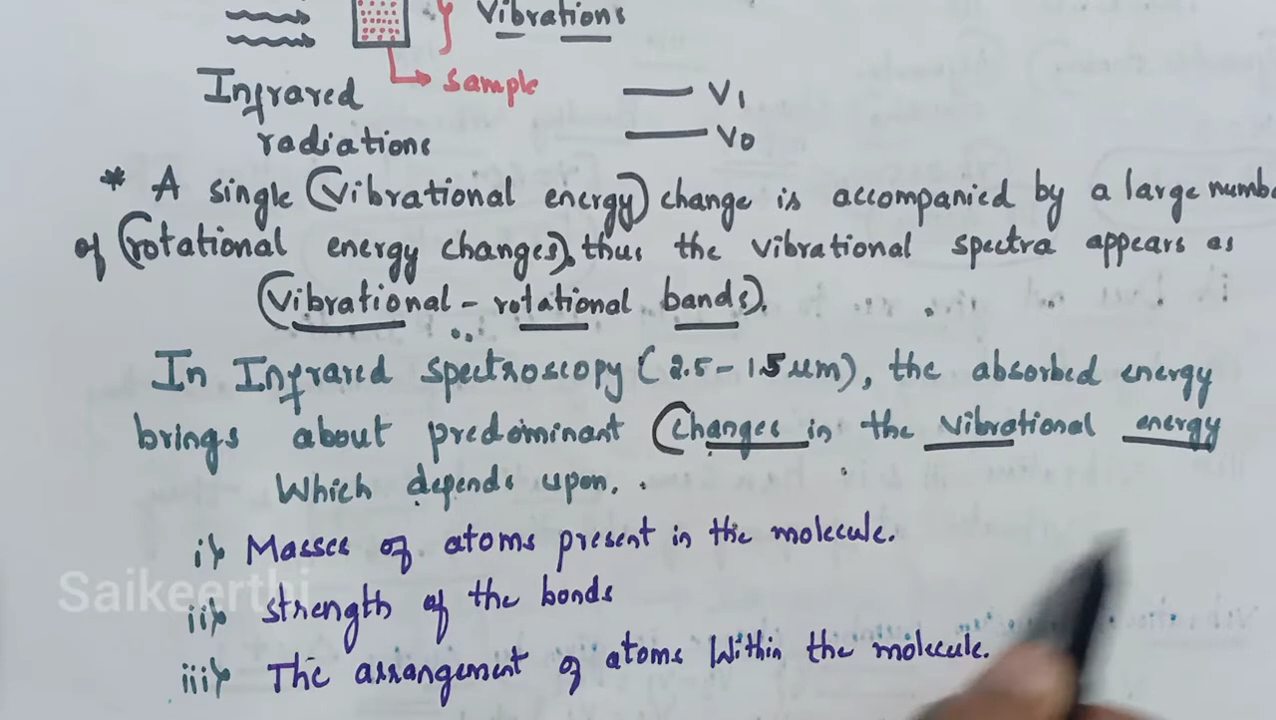 Vibrations
sample
Infrared
radiations
V1
V0
* A single (Vibrational energy) change is accompanied by a large numbe
of (rotational energy changes), thus the vibrational spectra appears as
(Vibrational - rotational bands).
In Infrared spectroscopy (2.5 - 15 um), the absorbed energy
brings about predominant (changes in the vibrational energy
Which depends upon.
i) Masses of atoms present in the molecule.
ii) strength of the bonds
iii) The arrangement of atoms Within the molecule.
Saikeerthi